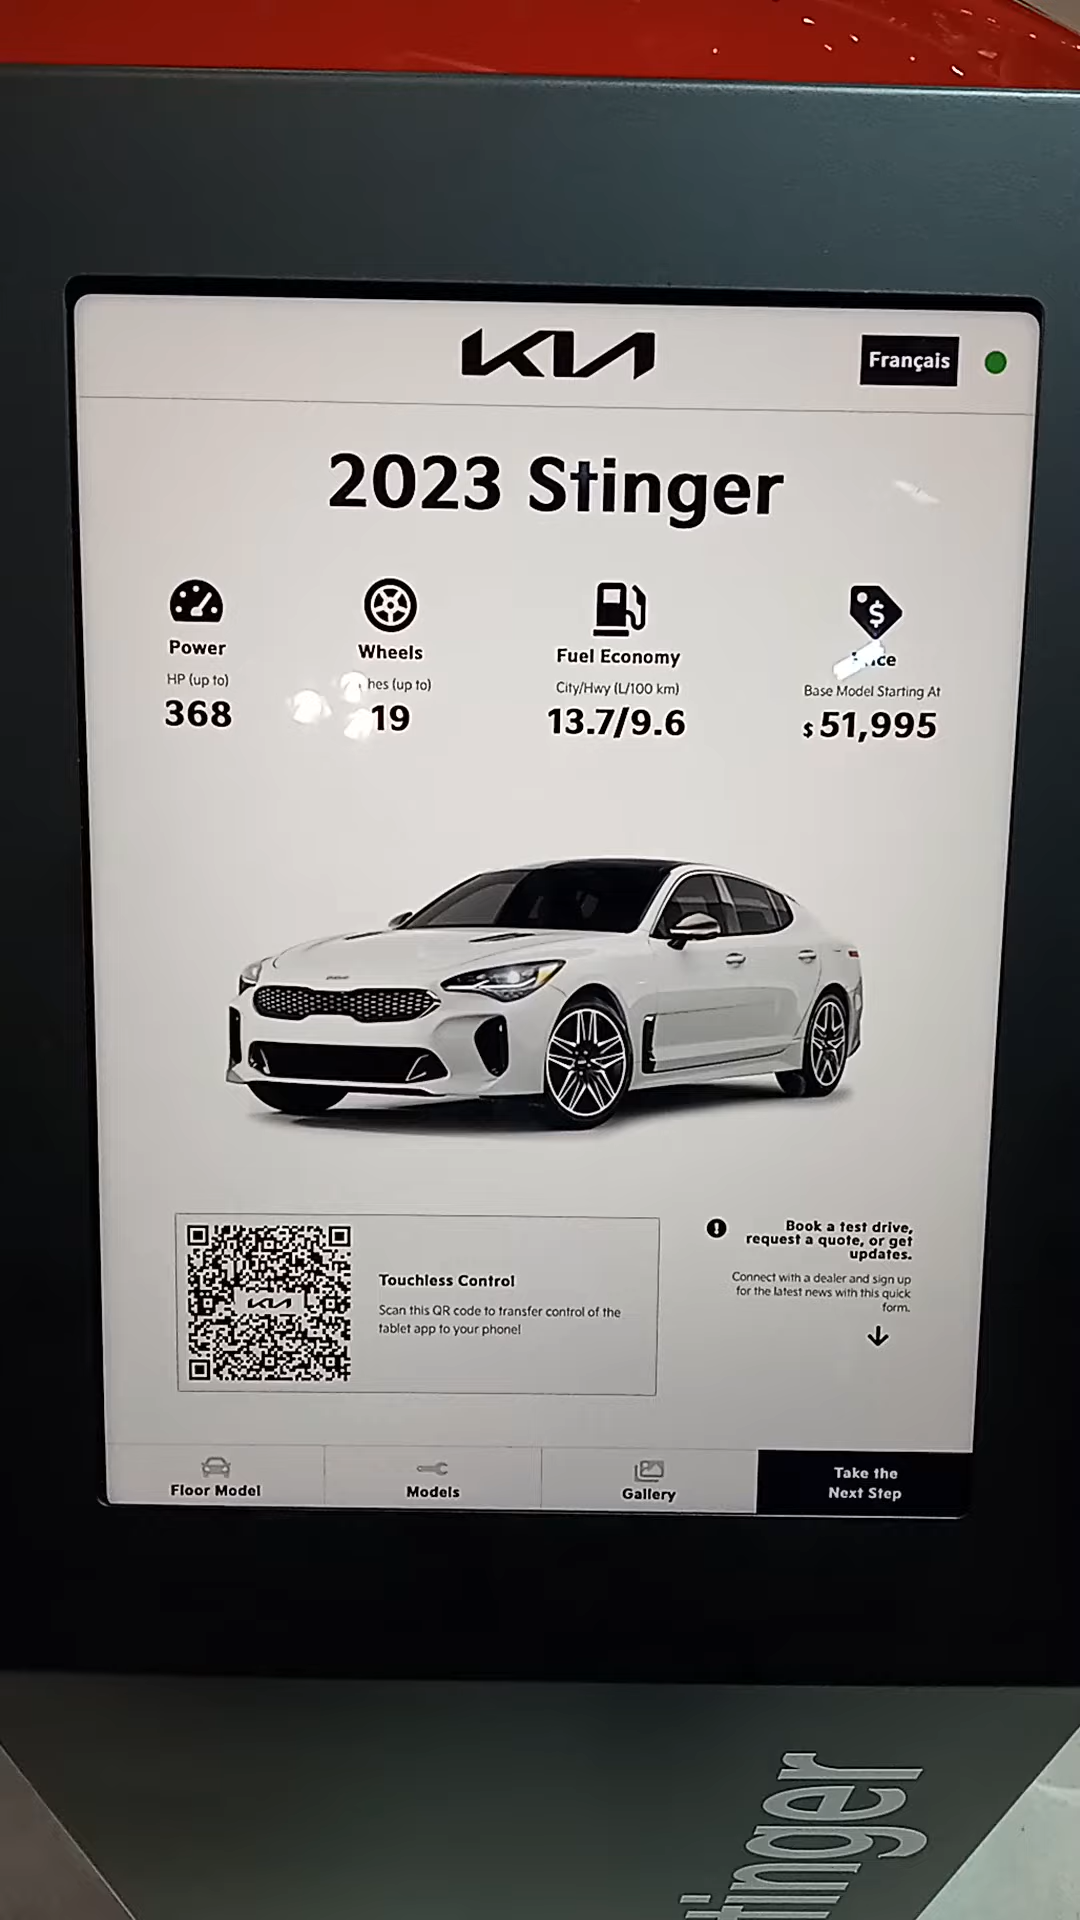 KIA
Français
2023 Stinger
Power
HP (up to)
368
Wheels
(up to)
19
Fuel Economy
City/Hwy (L/100 km)
13.7/9.6
Base Model Starting At
$ 51,995
KIA
Touchless Control
Scan this QR code to transfer control of the
tablet app to your phone!
Book a test drive,
request a quote, or get
updates.
Connect with a dealer and sign up
for the latest news with this quick
form.
Floor Model
Models
Gallery
Take the
Next Step
tinger